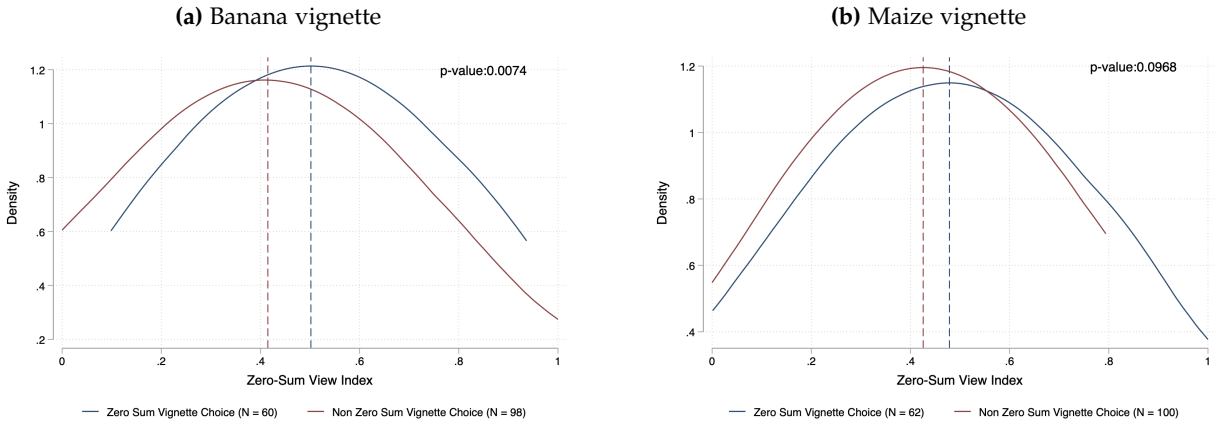 (a) Banana vignette
p-value:0.0074
1.2
1
.8
.6
.4
.2
Density
0 .2 .4 .6 .8 1
Zero-Sum View Index
Zero Sum Vignette Choice (N = 60) Non Zero Sum Vignette Choice (N = 98)
(b) Maize vignette
p-value:0.0968
1.2
1
.8
.6
.4
Density
0 .2 .4 .6 .8 1
Zero-Sum View Index
Zero Sum Vignette Choice (N = 62) Non Zero Sum Vignette Choice (N = 100)